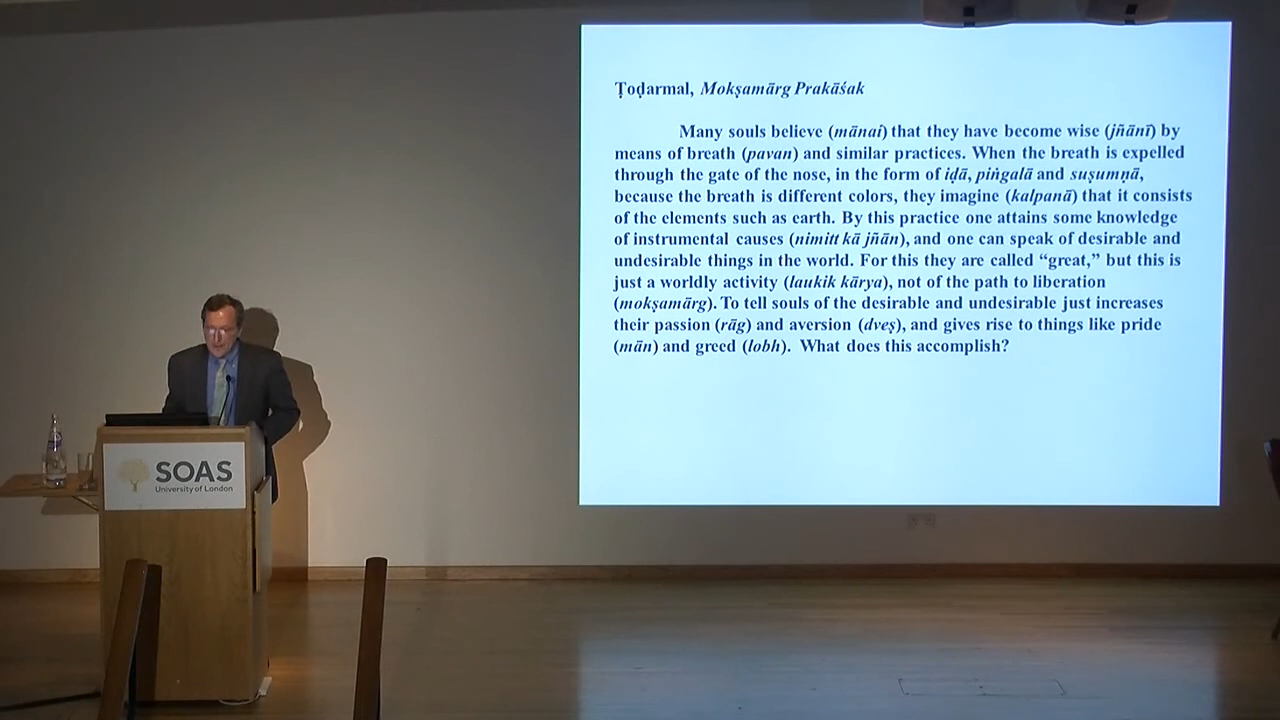 Ṭoḍarmal, Mokṣamārg Prakāśak
Many souls believe (mānai) that they have become wise (jñānī) by
means of breath (pavan) and similar practices. When the breath is expelled
through the gate of the nose, in the form of iḍā, piṅgalā and suṣumṇā,
because the breath is different colors, they imagine (kalpanā) that it consists
of the elements such as earth. By this practice one attains some knowledge
of instrumental causes (nimitt kā jñān), and one can speak of desirable and
undesirable things in the world. For this they are called “great,” but this is
just a worldly activity (laukik kārya), not of the path to liberation
(mokṣamārg). To tell souls of the desirable and undesirable just increases
their passion (rāg) and aversion (dveṣ), and gives rise to things like pride
(mān) and greed (lobh). What does this accomplish?
SOAS
University of London